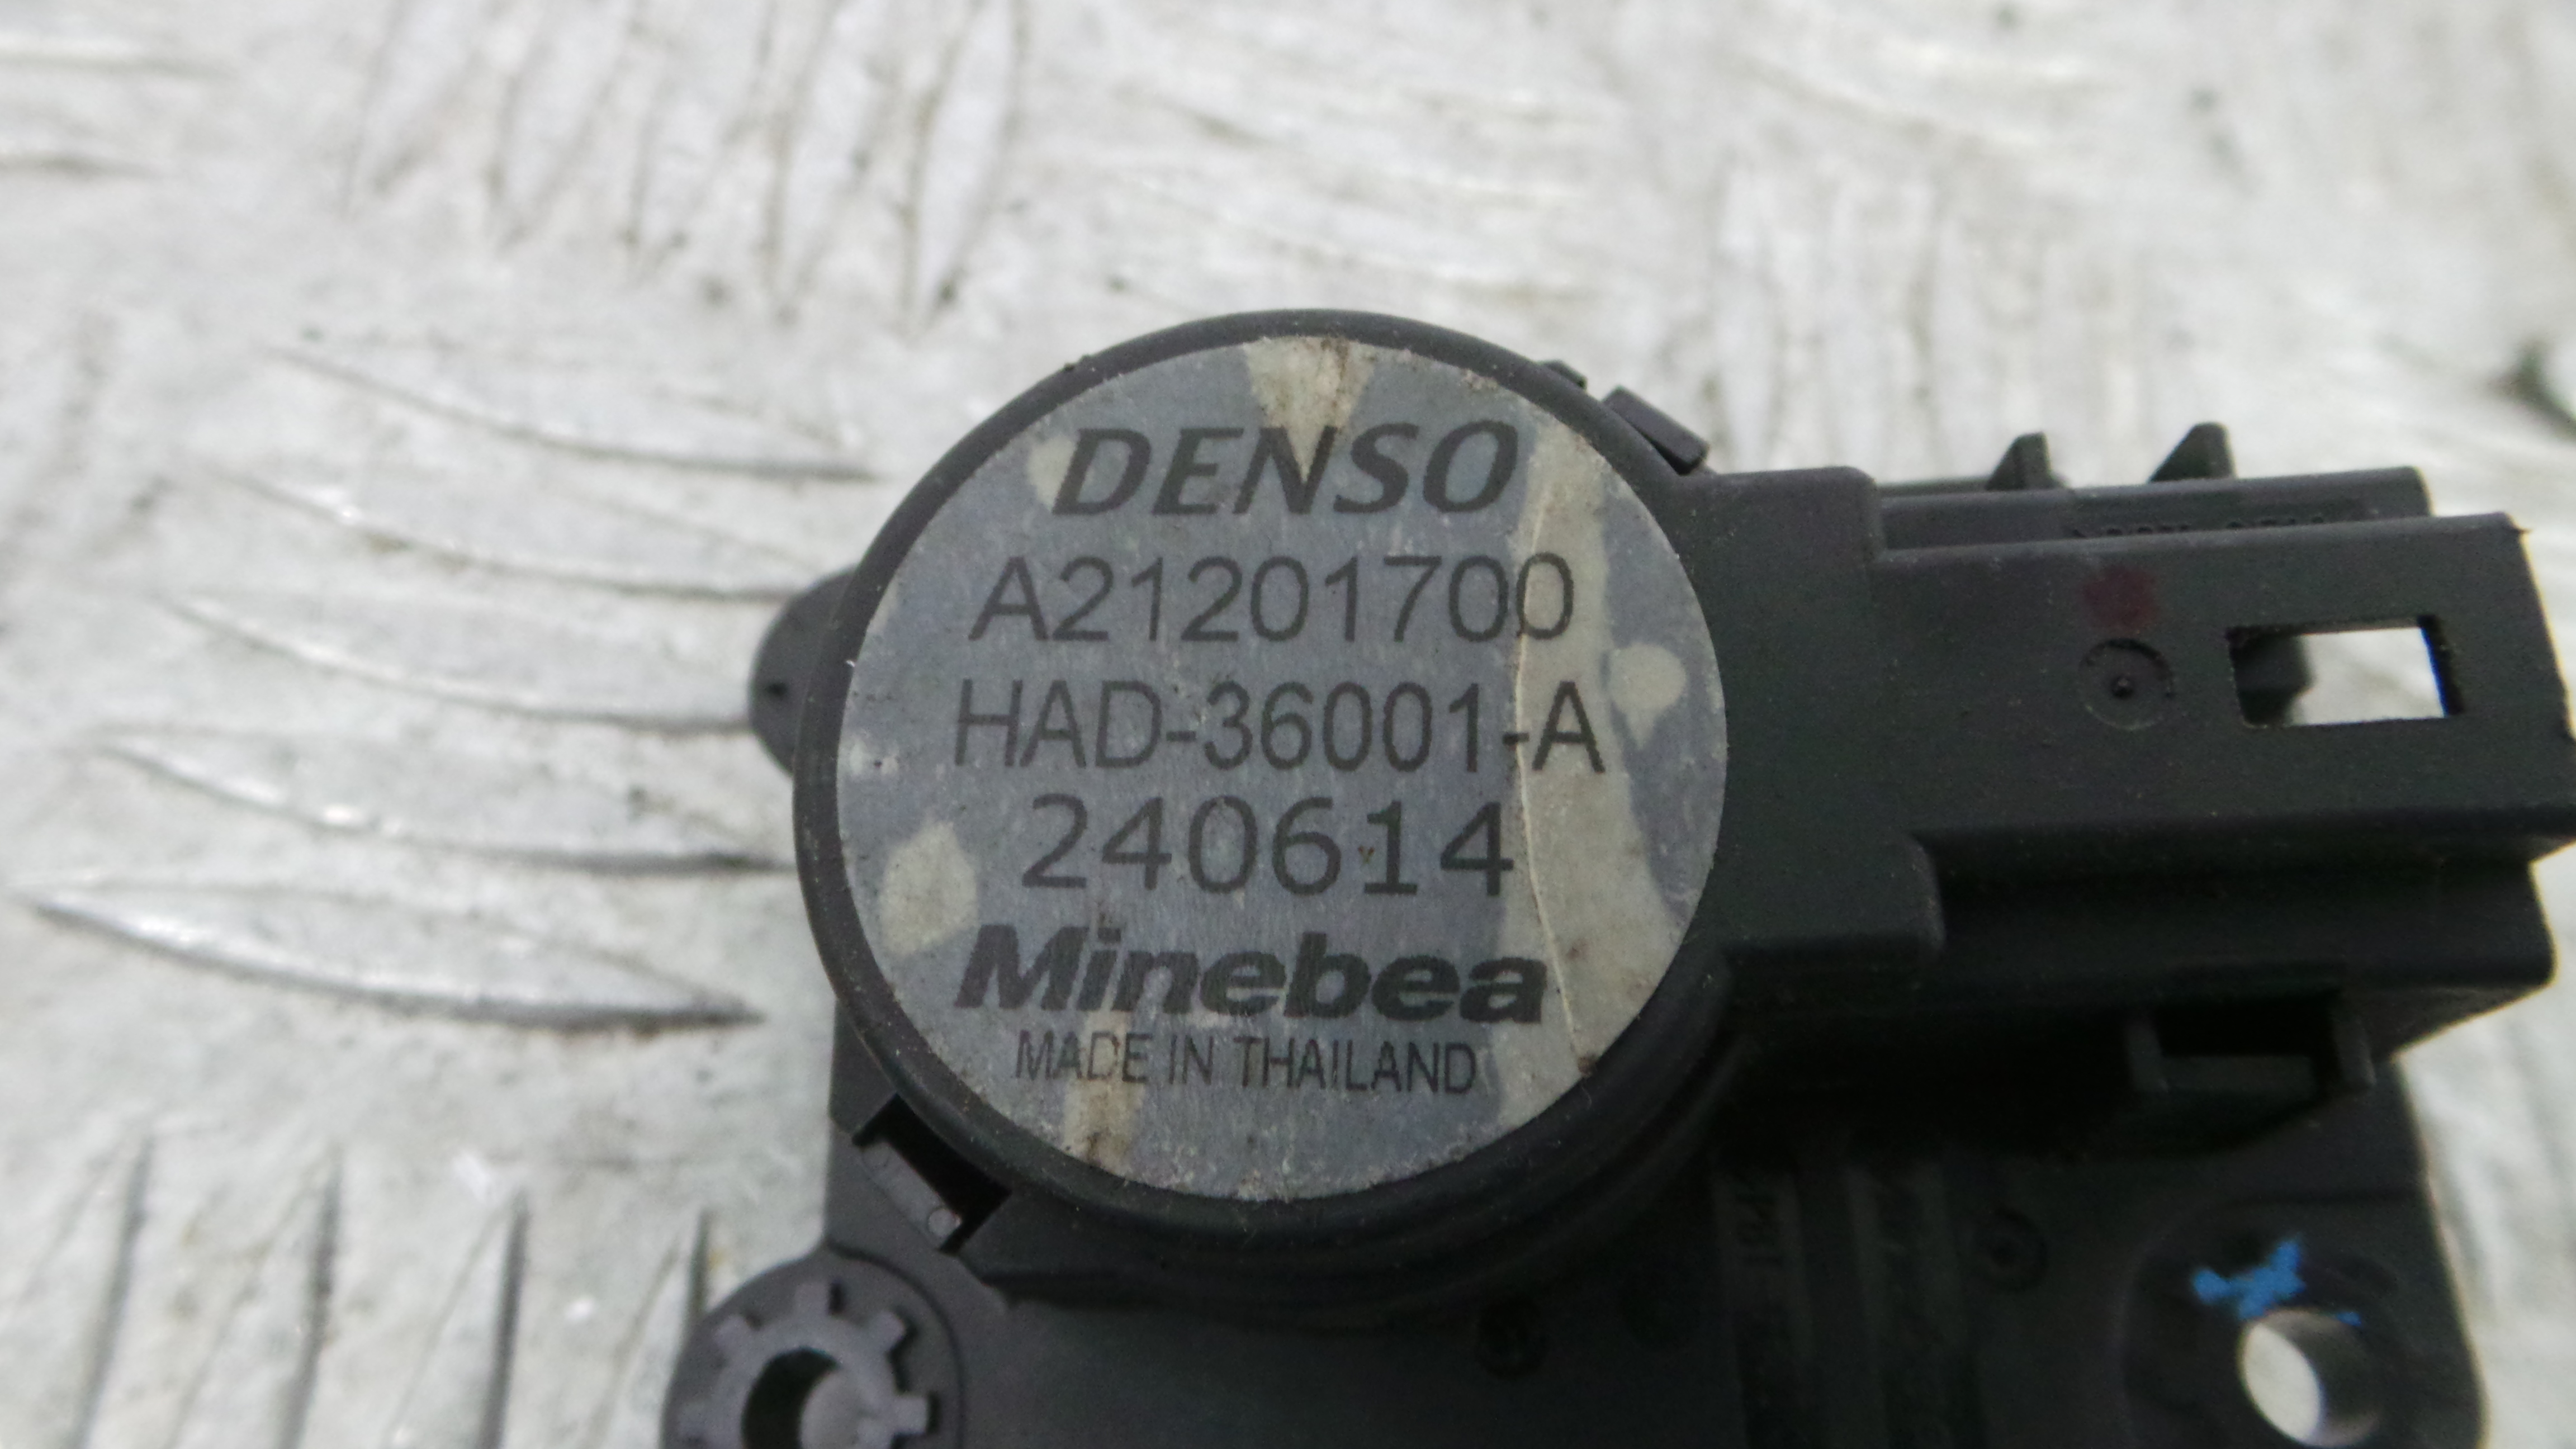 DENSO
A21201700
HAD-36001-A
240614
Minebea
MADE IN THAILAND